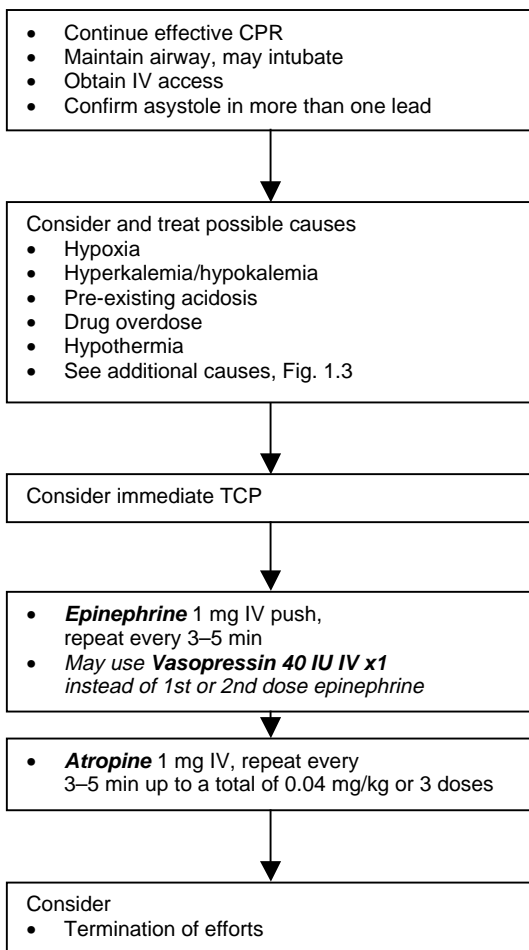 • Continue effective CPR
• Maintain airway, may intubate
• Obtain IV access
• Confirm asystole in more than one lead
Consider and treat possible causes
• Hypoxia
• Hyperkalemia/hypokalemia
• Pre-existing acidosis
• Drug overdose
• Hypothermia
• See additional causes, Fig. 1.3
Consider immediate TCP
• Epinephrine 1 mg IV push,
repeat every 3–5 min
• May use Vasopressin 40 IU IV x1
instead of 1st or 2nd dose epinephrine
• Atropine 1 mg IV, repeat every
3–5 min up to a total of 0.04 mg/kg or 3 doses
Consider
• Termination of efforts